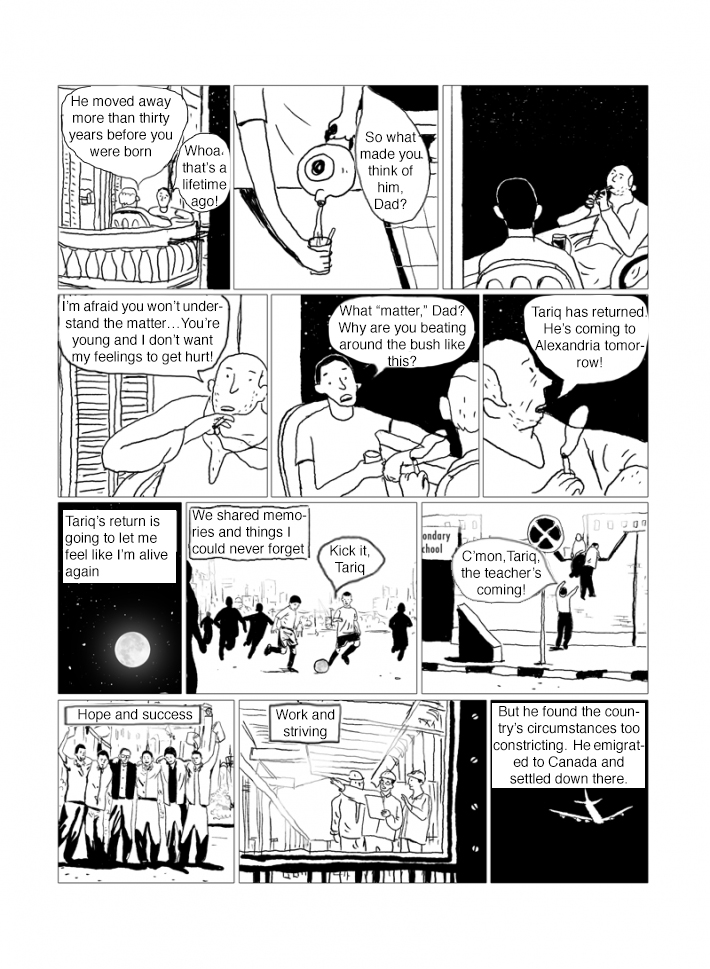 He moved away
more than thirty
years before you
were born
Whoa,
that's a
lifetime
ago!
So what
made you
think of
him,
Dad?
I'm afraid you won't under-
stand the matter…You're
young and I don't want
my feelings to get hurt!
What “matter,” Dad?
Why are you beating
around the bush like
this?
Tariq has returned.
He's coming to
Alexandria tomor-
row!
Tariq's return is
going to let me
feel like I'm alive
again
We shared memo-
ries and things I
could never forget
Kick it,
Tariq
ondary
chool
C'mon,Tariq,
the teacher's
coming!
Hope and success
Work and
striving
But he found the coun-
try's circumstances too
constricting. He emigrat-
ed to Canada and
settled down there.